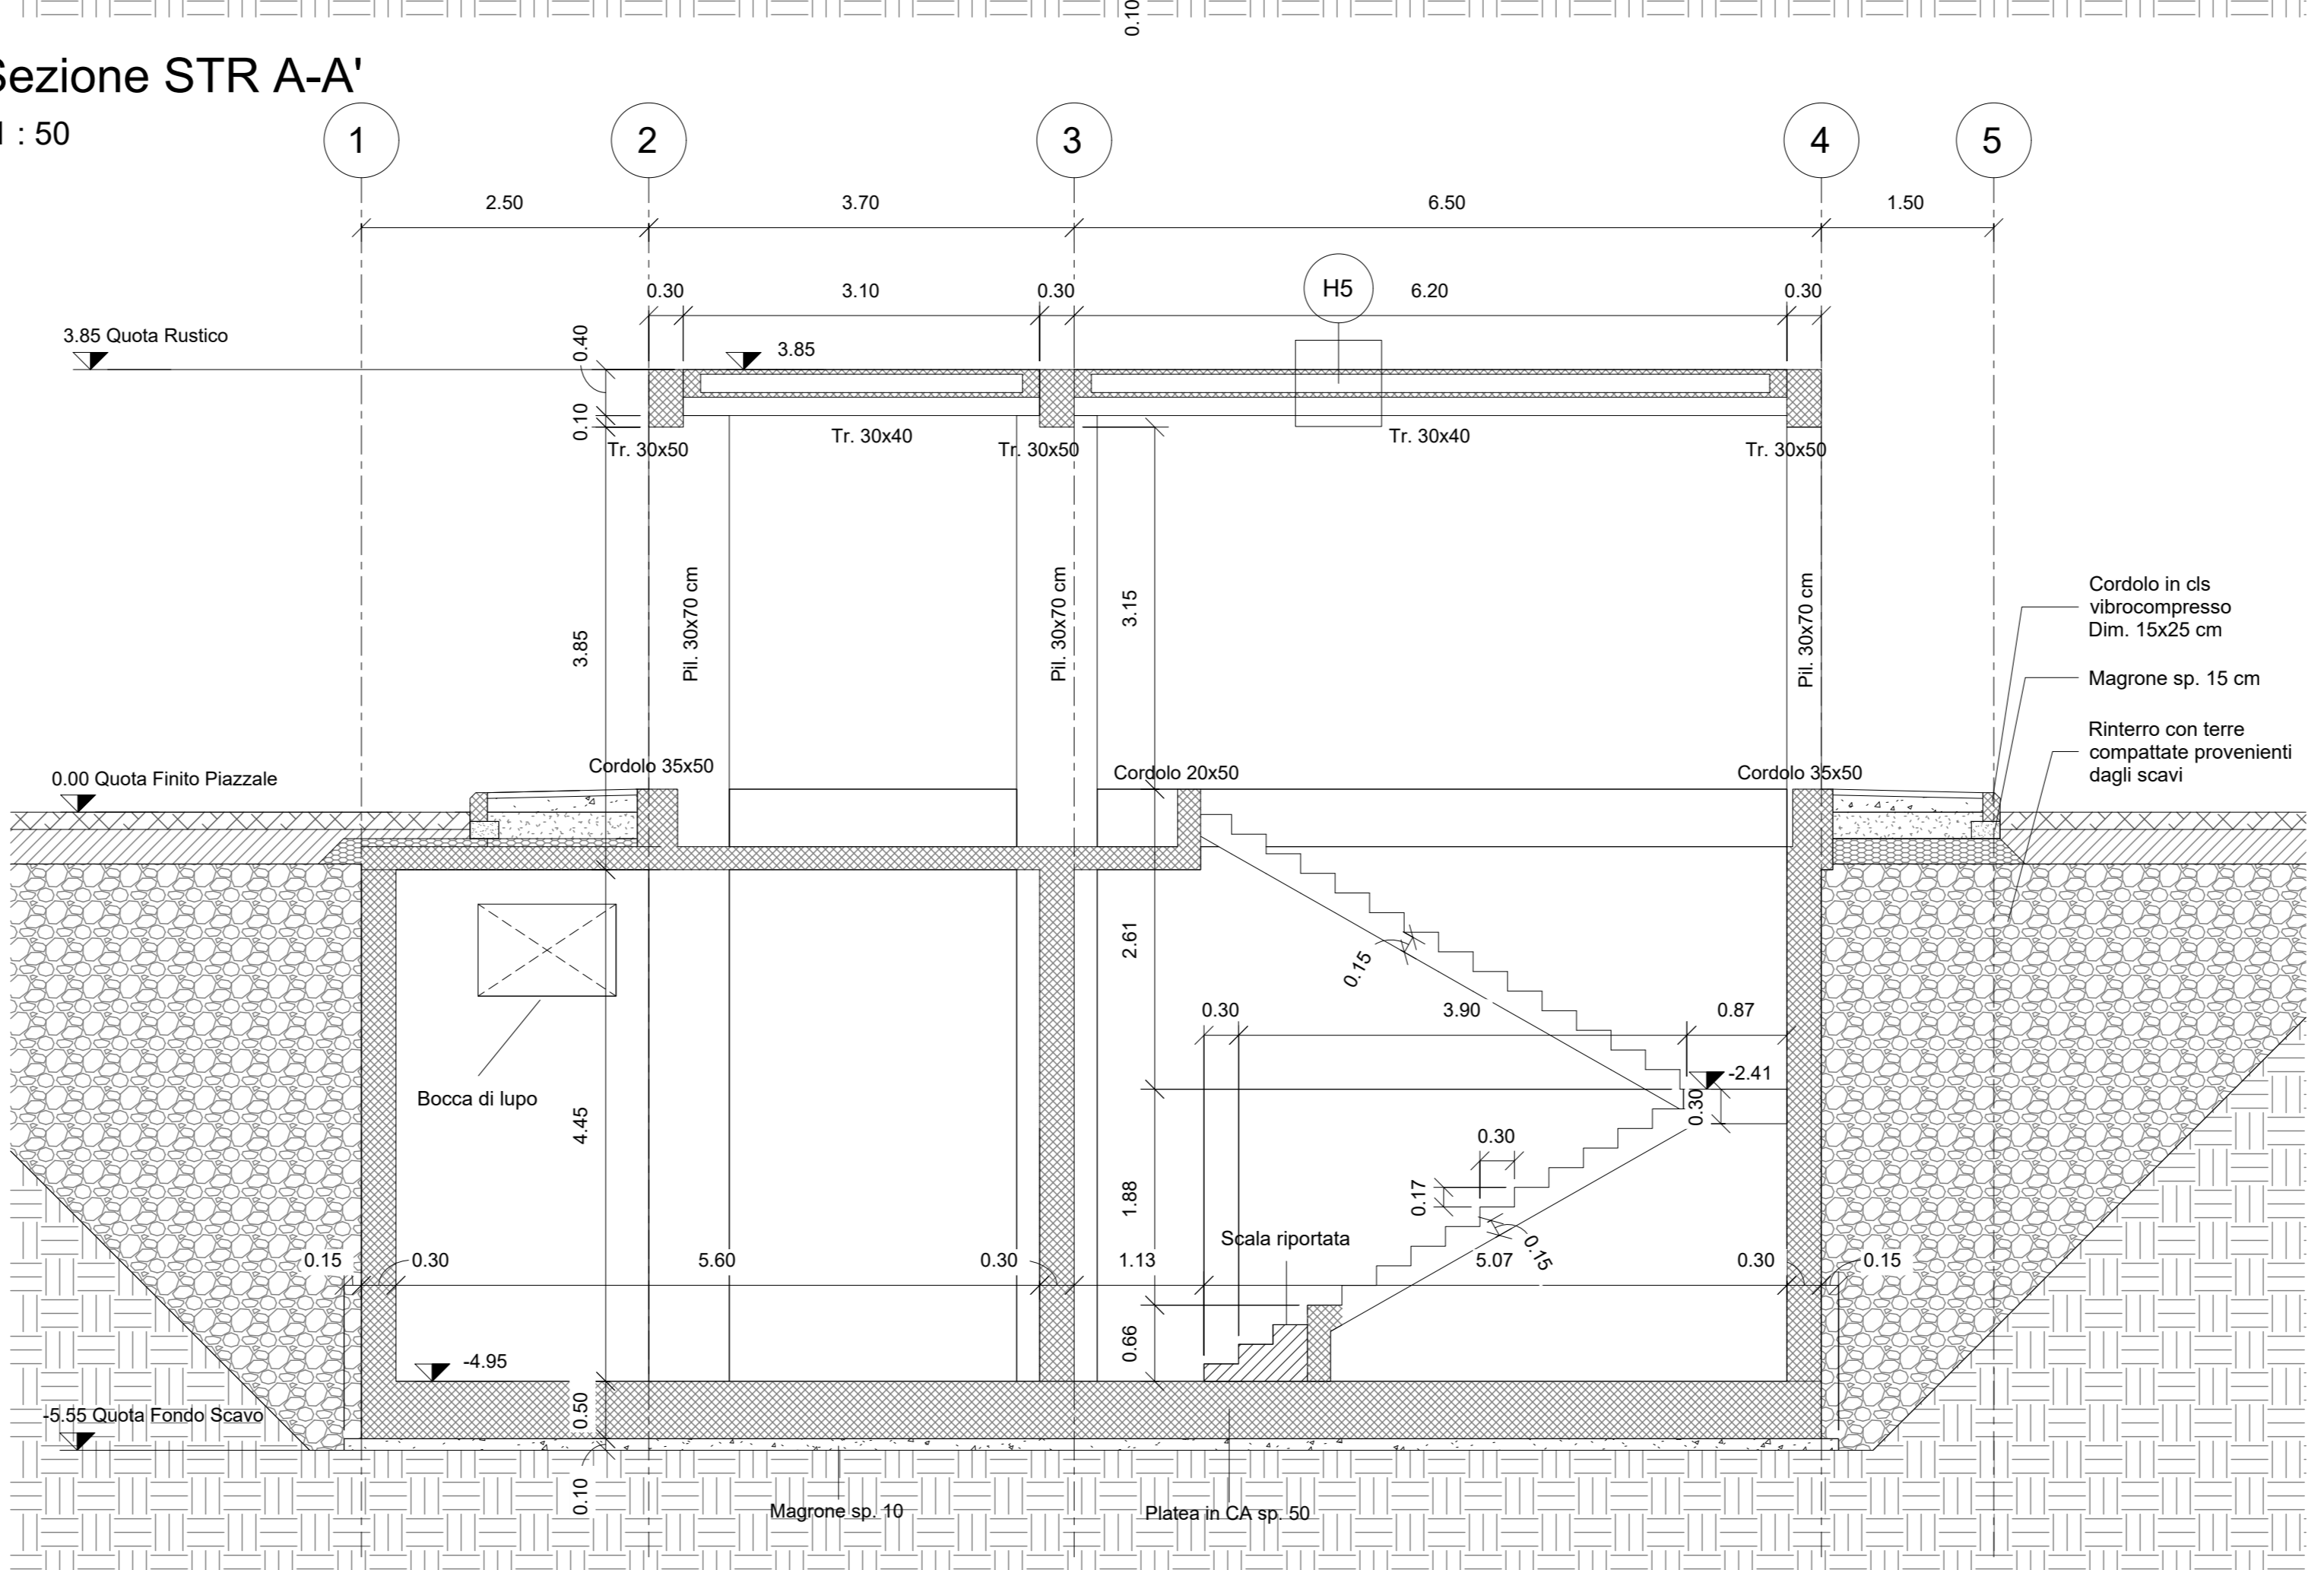 0.10
Sezione STR A-A'
1 : 50
1
2
3
4
5
2.50
3.70
6.50
1.50
0.30
3.10
0.30
H5
6.20
0.30
3.85 Quota Rustico
0.40
3.85
0.10
Tr. 30x50
Tr. 30x40
Tr. 30x50
Tr. 30x40
Tr. 30x50
3.85
Pil. 30x70 cm
Pil. 30x70 cm
3.15
Pil. 30x70 cm
Cordolo in cls
vibrocompresso
Dim. 15x25 cm
Magrone sp. 15 cm
Rinterro con terre
compattate provenienti
dagli scavi
0.00 Quota Finito Piazzale
Cordolo 35x50
Cordolo 20x50
Cordolo 35x50
2.61
0.15
0.30
3.90
0.87
-2.41
0.30
Bocca di lupo
4.45
0.30
0.17
1.88
Scala riportata
0.15
0.15
0.30
5.60
0.30
1.13
5.07
0.30
0.15
0.66
-4.95
0.50
-5.55 Quota Fondo Scavo
0.10
Magrone sp. 10
Platea in CA sp. 50